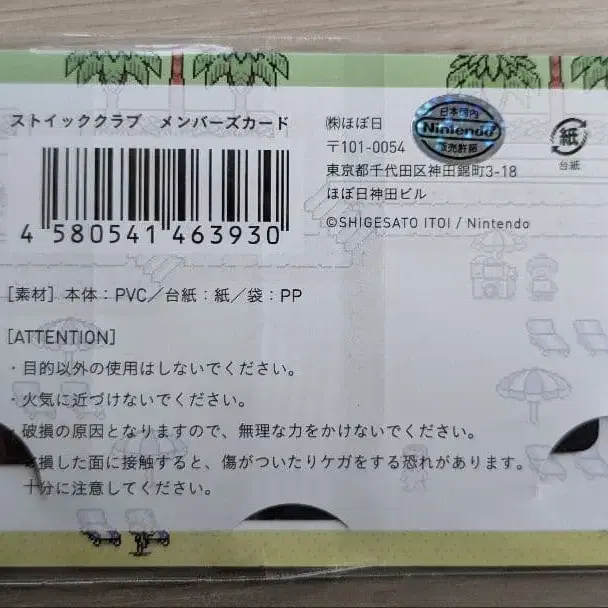 ストイッククラブ　メンバーズカード
4 580541 463930
㈱ほぼ日
〒101-0054
東京都千代田区神田錦町3-18
ほぼ日神田ビル
©SHIGESATO ITOI / Nintendo
日本国内
Nintendo
販売許諾
紙
台紙
[素材] 本体：PVC／台紙：紙／袋：PP
[ATTENTION]
・目的以外の使用はしないでください。
・火気に近づけないでください。
・破損の原因となりますので、無理な力をかけないでください。
損した面に接触すると、傷がついたりケガをする恐れがあります。
十分に注意してください。